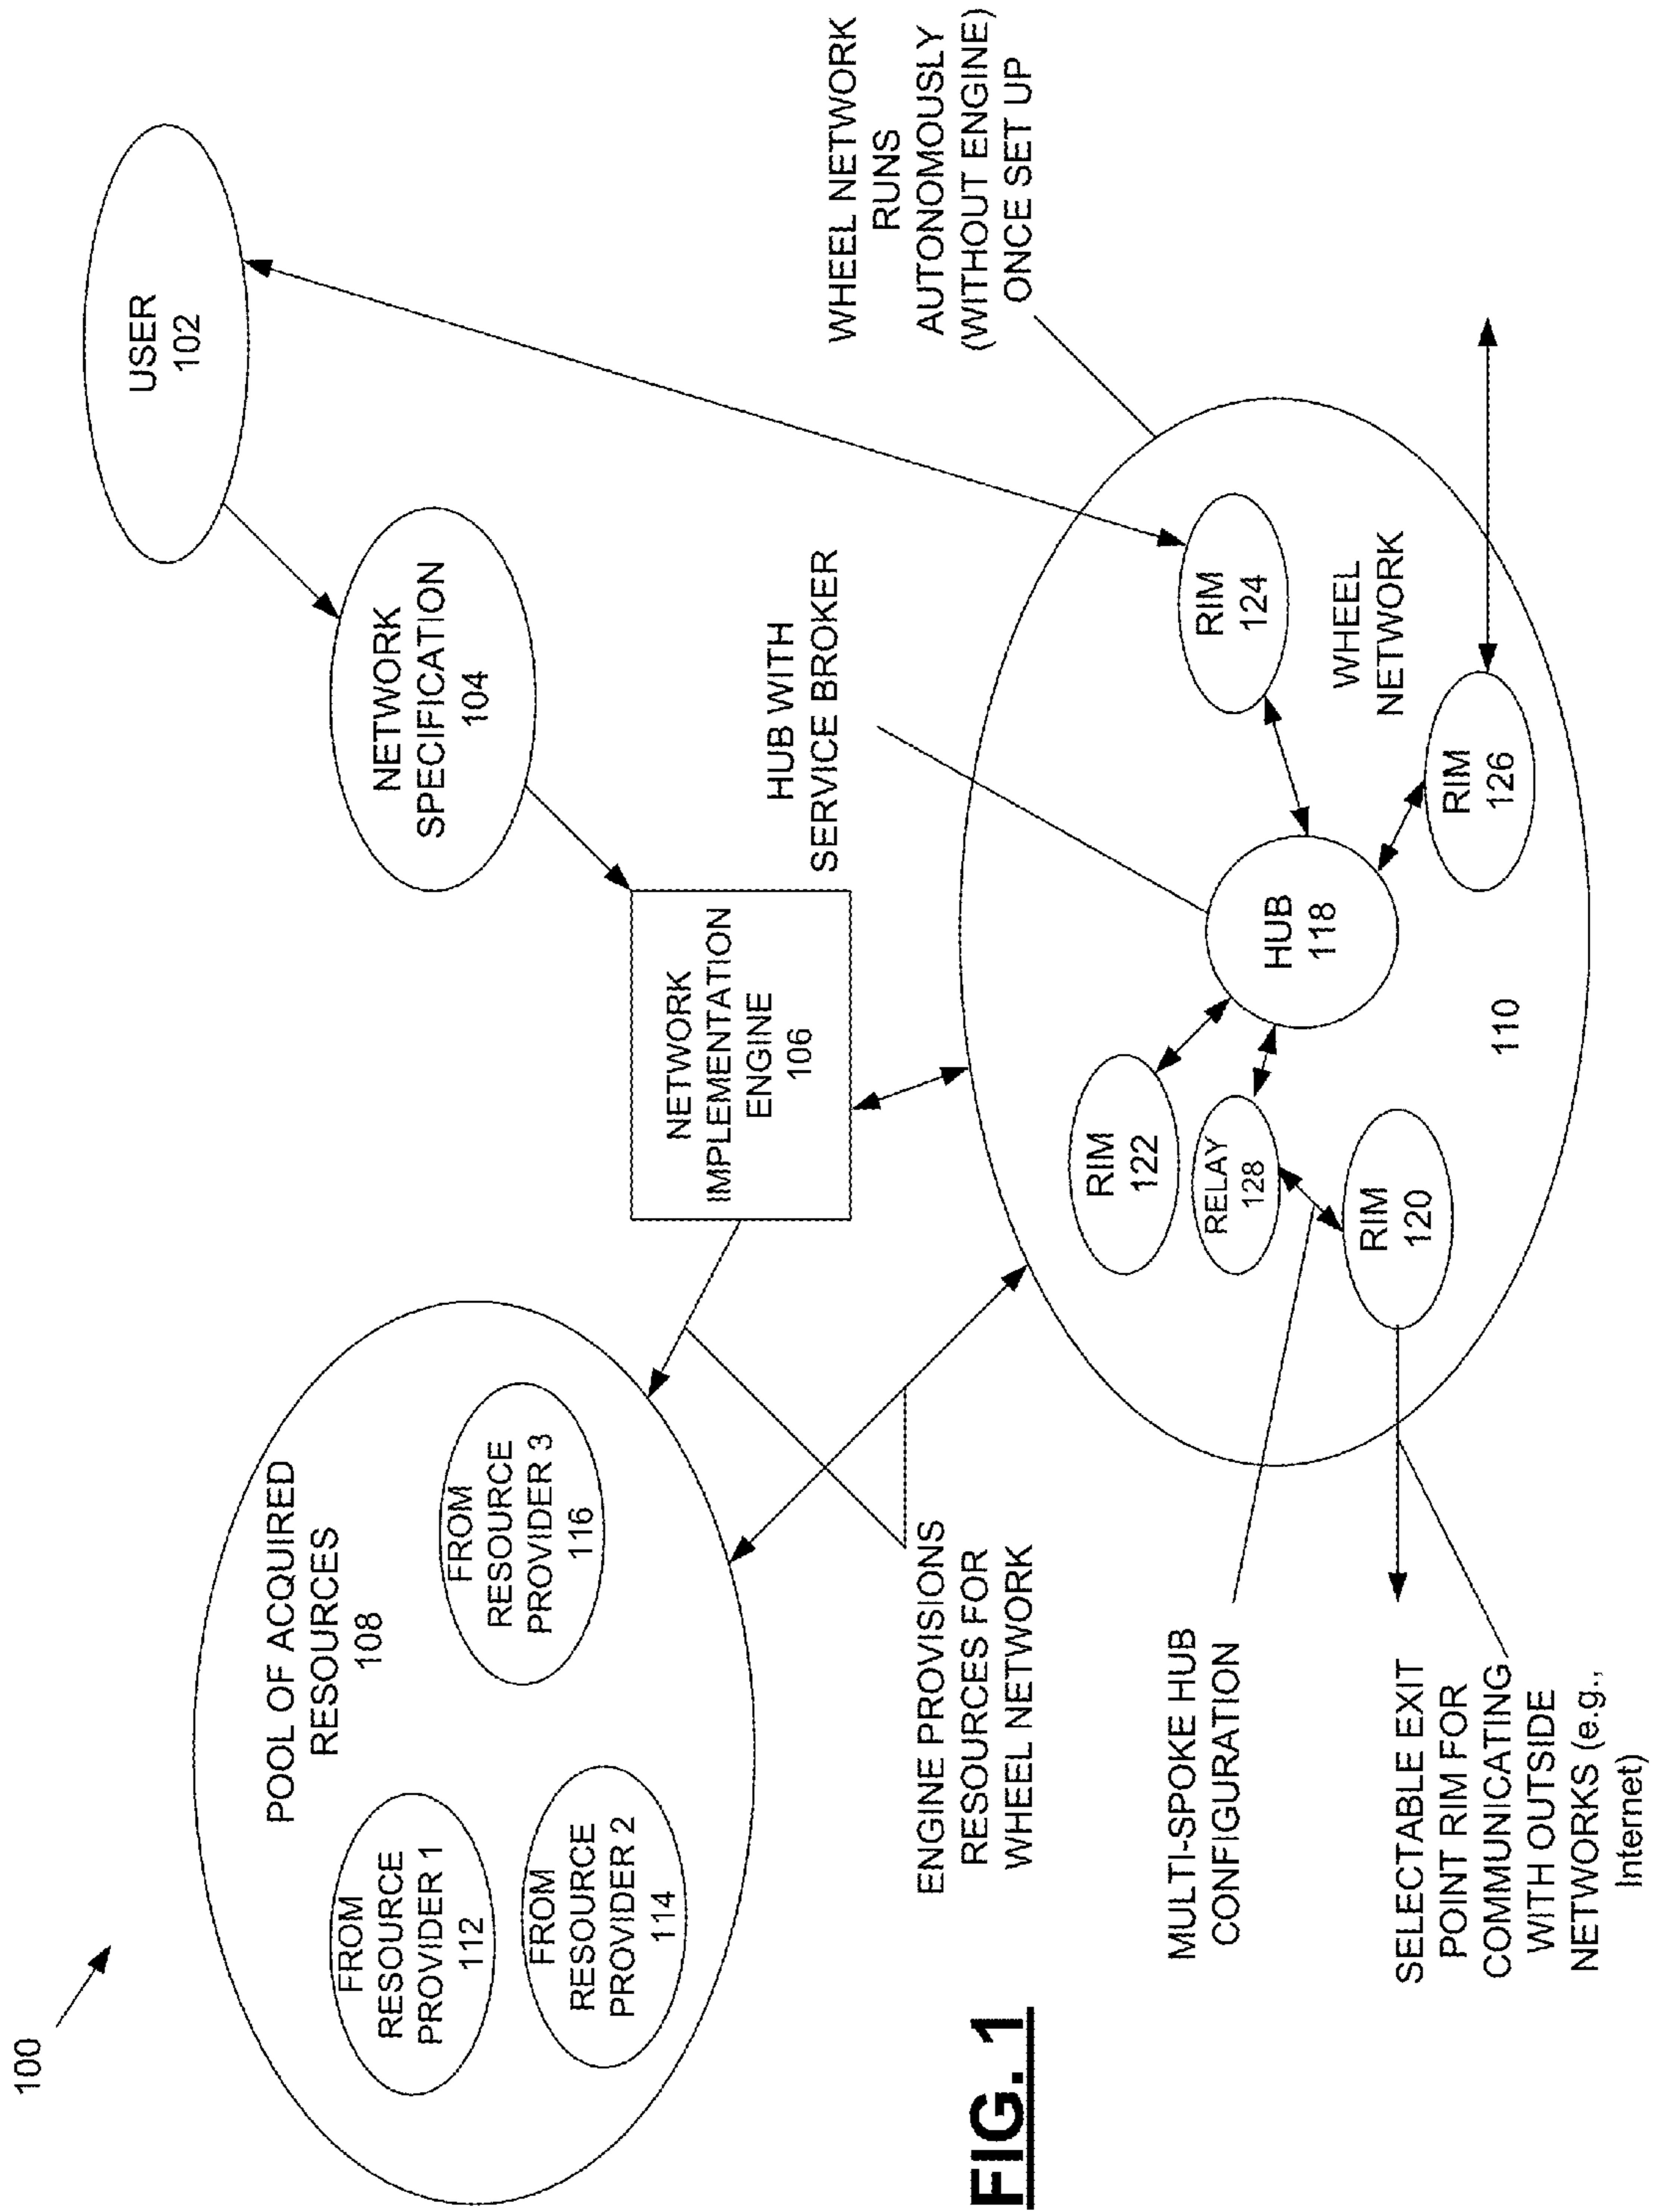 100
POOL OF ACQUIRED
RESOURCES
108
FROM
RESOURCE
PROVIDER 1
112
FROM
RESOURCE
PROVIDER 2
114
FROM
RESOURCE
PROVIDER 3
116
USER
102
NETWORK
SPECIFICATION
104
NETWORK
IMPLEMENTATION
ENGINE
106
HUB WITH
SERVICE BROKER
WHEEL NETWORK
RUNS
AUTONOMOUSLY
(WITHOUT ENGINE)
ONCE SET UP
ENGINE PROVISIONS
RESOURCES FOR
WHEEL NETWORK
RIM
122
RELAY
128
RIM
120
HUB
118
RIM
124
WHEEL
NETWORK
RIM
126
110
MULTI-SPOKE HUB
CONFIGURATION
SELECTABLE EXIT
POINT RIM FOR
COMMUNICATING
WITH OUTSIDE
NETWORKS (e.g.,
Internet)
FIG. 1